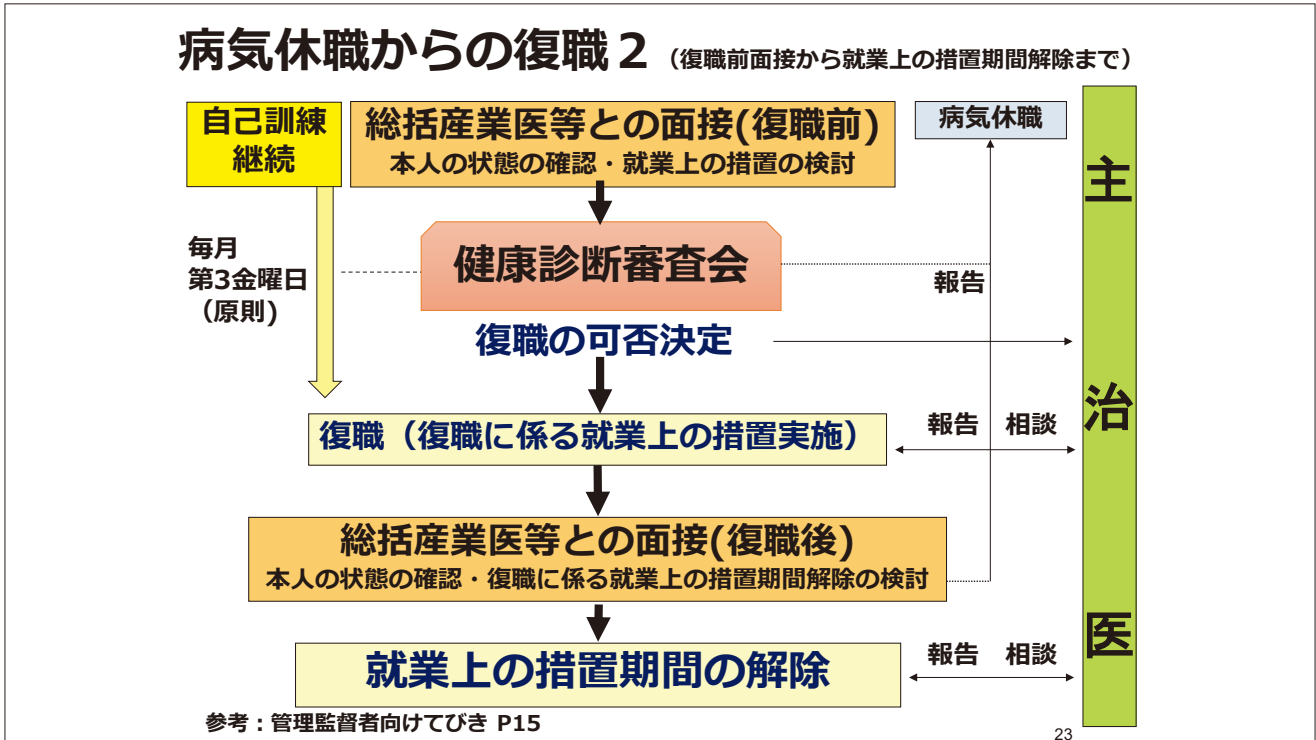 病気休職からの復職2(復職前面接から就業上の措置期間解除まで)
自己訓練
継続
総括産業医等との面接(復職前)
本人の状態の確認・就業上の措置の検討
病気休職
主治医
毎月
第3金曜日
(原則)
健康診断審査会
報告
復職の可否決定
復職(復職に係る就業上の措置実施)
報告 相談
総括産業医等との面接(復職後)
本人の状態の確認・復職に係る就業上の措置期間解除の検討
就業上の措置期間の解除
報告 相談
参考:管理監督者向けてびき P15
23